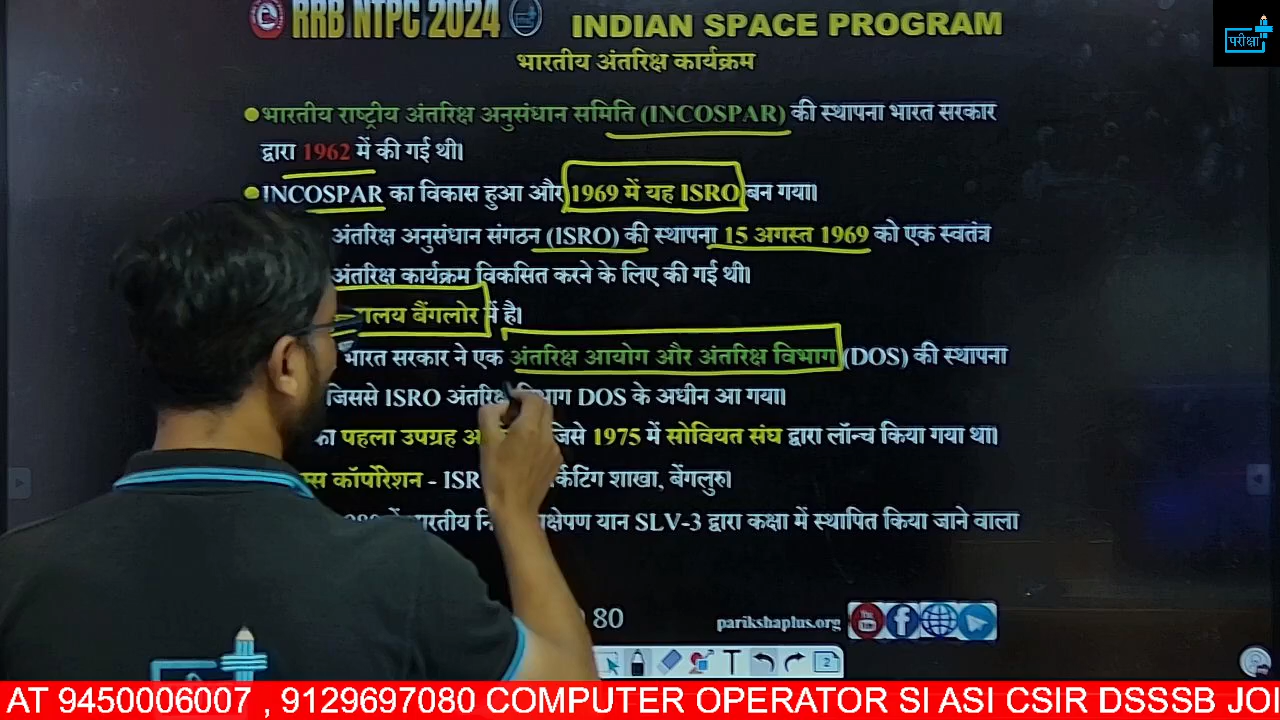 RRB NTPC 2024 INDIAN SPACE PROGRAM
परीक्षा
भारतीय अंतरिक्ष कार्यक्रम
भारतीय राष्ट्रीय अंतरिक्ष अनुसंधान समिति (INCOSPAR) की स्थापना भारत सरकार
द्वारा 1962 में की गई थी।
INCOSPAR का विकास हुआ और 1969 में यह ISRO बन गया।
अंतरिक्ष अनुसंधान संगठन (ISRO) की स्थापना 15 अगस्त 1969 को एक स्वतंत्र
अंतरिक्ष कार्यक्रम विकसित करने के लिए की गई थी।
बैंगलोर में है।
भारत सरकार ने एक अंतरिक्ष आयोग और अंतरिक्ष विभाग (DOS) की स्थापना
जिससे ISRO अंतरिक्ष DOS के अधीन आ गया।
का पहला उपग्रह जिसे 1975 में सोवियत संघ द्वारा लॉन्च किया गया था।
कॉर्पोरेशन - शाखा, बेंगलुरु।
में SLV-3 द्वारा कक्षा में स्थापित किया जाने वाला
80 parikshaplus.org
AT 9450006007 , 9129697080 COMPUTER OPERATOR SI ASI CSIR DSSSB